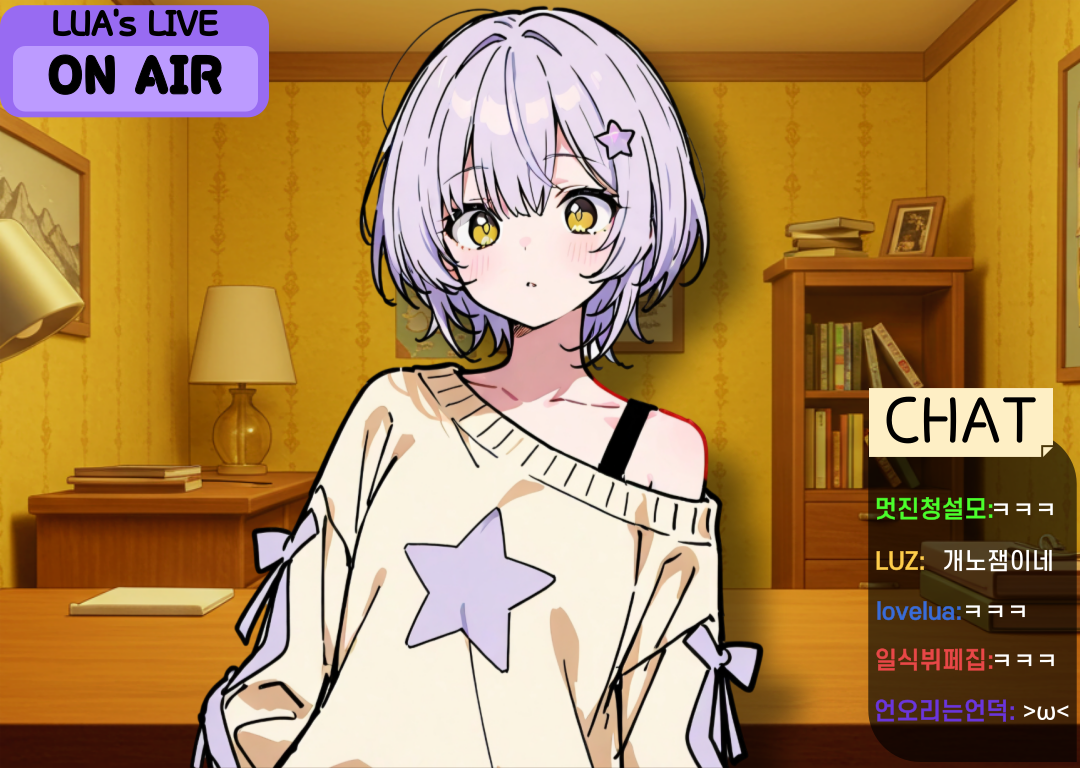 LUA's LIVE
ON AIR
CHAT
멋진청설모:ㅋㅋㅋ
LUZ: 개노잼이네
lovelua:ㅋㅋㅋ
일식뷔페집:ㅋㅋㅋ
언오리는언덕: >ω<